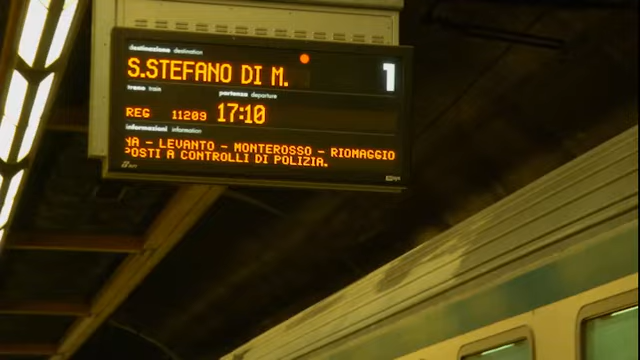 destinazione destination
S.STEFANO DI M. 1
treno train partenza departure
REG 11209 17:10
informazioni information
- LEVANTO - MONTEROSSO - RIOMAGGIO
POSTI A CONTROLLI DI POLIZIA.